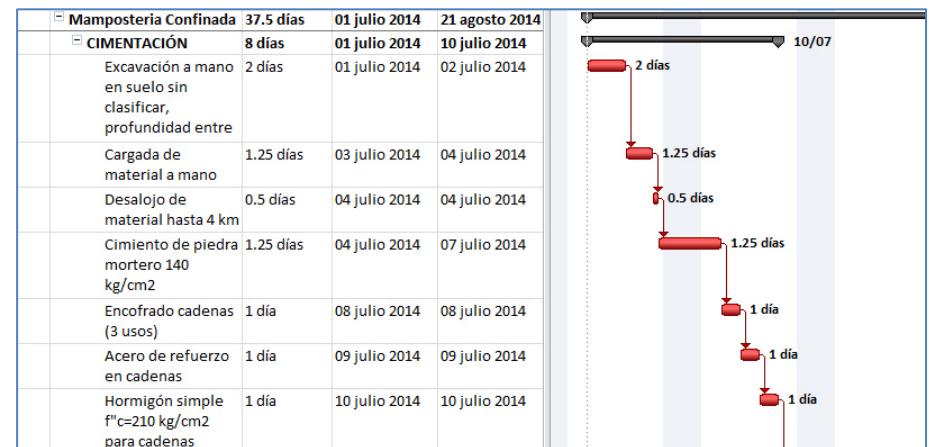 Mamposteria Confinada 37.5 días 01 julio 2014 21 agosto 2014
CIMENTACIÓN 8 días 01 julio 2014 10 julio 2014 10/07
Excavación a mano 2 días 01 julio 2014 02 julio 2014 2 días
en suelo sin
clasificar,
profundidad entre
Cargada de 1.25 días 03 julio 2014 04 julio 2014 1.25 días
material a mano
Desalojo de 0.5 días 04 julio 2014 04 julio 2014 0.5 días
material hasta 4 km
Cimiento de piedra 1.25 días 04 julio 2014 07 julio 2014 1.25 días
mortero 140
kg/cm2
Encofrado cadenas 1 día 08 julio 2014 08 julio 2014 1 día
(3 usos)
Acero de refuerzo 1 día 09 julio 2014 09 julio 2014 1 día
en cadenas
Hormigón simple 1 día 10 julio 2014 10 julio 2014 1 día
f"c=210 kg/cm2
para cadenas